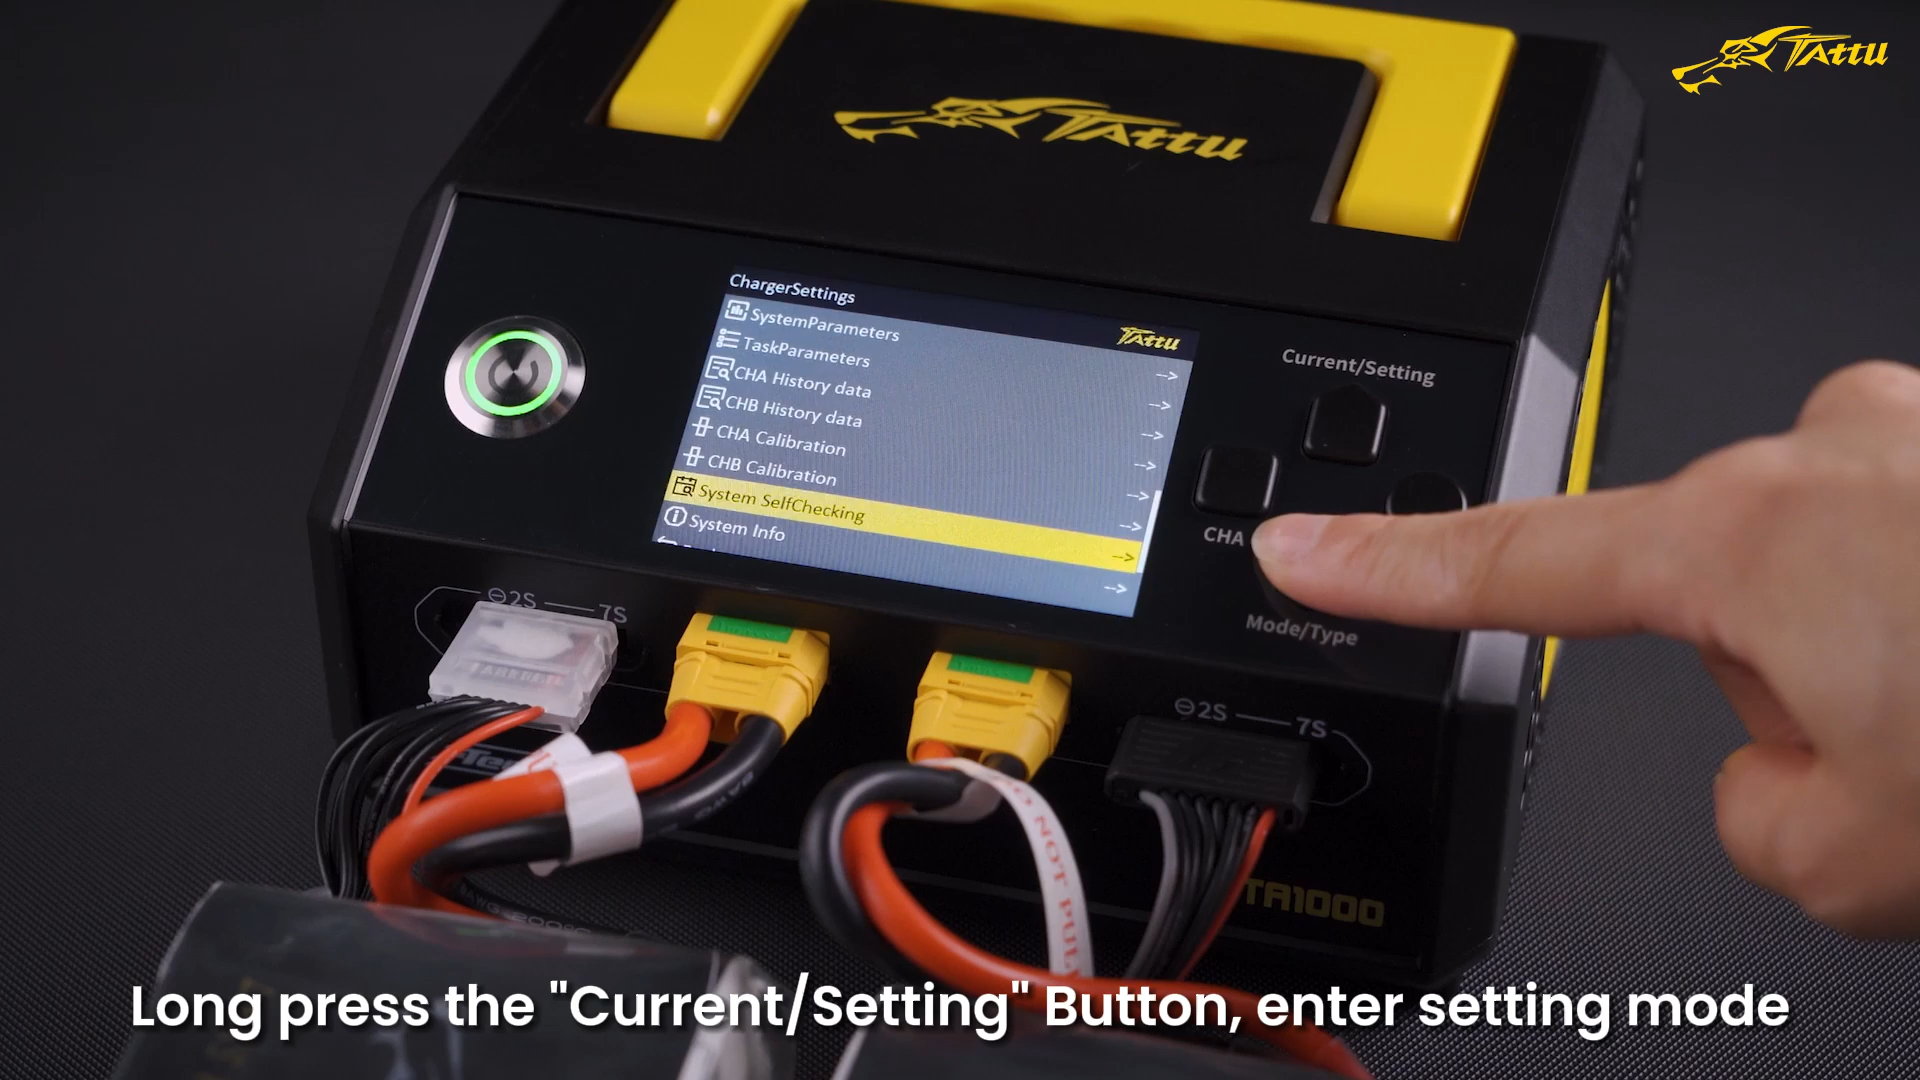 TATTU
TATTU
ChargerSettings
TATTU
SystemParameters -->
TaskParameters -->
CHA History data -->
CHB History data -->
CHA Calibration -->
CHB Calibration -->
System SelfChecking -->
System Info -->
Current/Setting
CHA
Mode/Type
⊖2S — 7S
⊖2S — 7S
O NOT PULL
200°C
TA1000
Long press the "Current/Setting" Button, enter setting mode